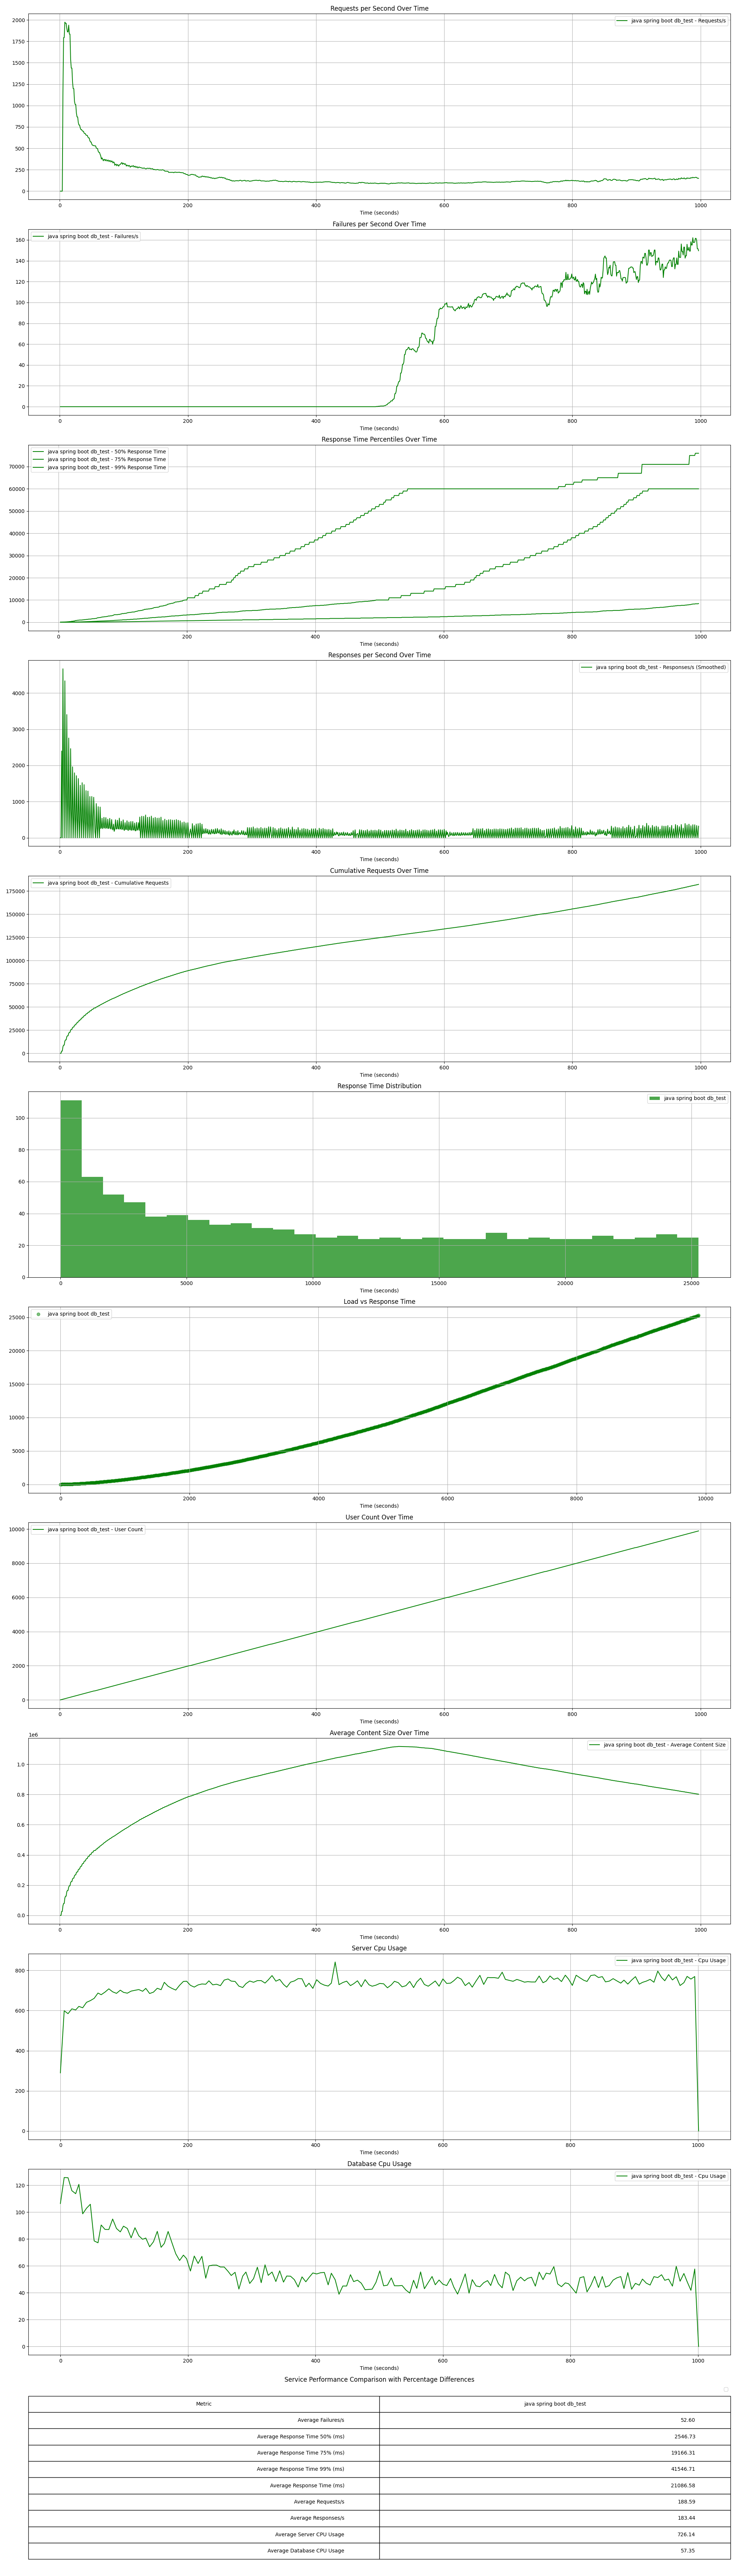 Requests per Second Over Time
java spring boot db_test - Requests/s
2000
1750
1500
1250
1000
750
500
250
0
0 200 400 600 800 1000
Time (seconds)
Failures per Second Over Time
java spring boot db_test - Failures/s
160
140
120
100
80
60
40
20
0
0 200 400 600 800 1000
Time (seconds)
Response Time Percentiles Over Time
java spring boot db_test - 50% Response Time
java spring boot db_test - 75% Response Time
java spring boot db_test - 99% Response Time
70000
60000
50000
40000
30000
20000
10000
0
0 200 400 600 800 1000
Time (seconds)
Responses per Second Over Time
java spring boot db_test - Responses/s (Smoothed)
4000
3000
2000
1000
0
0 200 400 600 800 1000
Time (seconds)
Cumulative Requests Over Time
java spring boot db_test - Cumulative Requests
175000
150000
125000
100000
75000
50000
25000
0
0 200 400 600 800 1000
Time (seconds)
Response Time Distribution
java spring boot db_test
100
80
60
40
20
0
0 5000 10000 15000 20000 25000
Time (seconds)
Load vs Response Time
java spring boot db_test
25000
20000
15000
10000
5000
0
0 2000 4000 6000 8000 10000
Time (seconds)
User Count Over Time
java spring boot db_test - User Count
10000
8000
6000
4000
2000
0
0 200 400 600 800 1000
Time (seconds)
Average Content Size Over Time
1e6
java spring boot db_test - Average Content Size
1.0
0.8
0.6
0.4
0.2
0.0
0 200 400 600 800 1000
Time (seconds)
Server Cpu Usage
java spring boot db_test - Cpu Usage
800
600
400
200
0
0 200 400 600 800 1000
Time (seconds)
Database Cpu Usage
java spring boot db_test - Cpu Usage
120
100
80
60
40
20
0
0 200 400 600 800 1000
Time (seconds)
Service Performance Comparison with Percentage Differences
Metric java spring boot db_test
Average Failures/s 52.60
Average Response Time 50% (ms) 2546.73
Average Response Time 75% (ms) 19166.31
Average Response Time 99% (ms) 41546.71
Average Response Time (ms) 21086.58
Average Requests/s 188.59
Average Responses/s 183.44
Average Server CPU Usage 726.14
Average Database CPU Usage 57.35